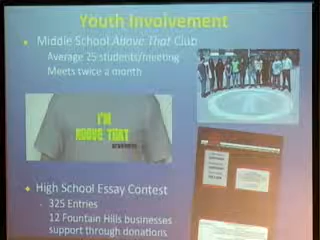 Youth Involvement
Middle School Above That Club
Average 25 students/meeting
Meets twice a month
I'M
ABOVE THAT
High School Essay Contest
325 Entries
12 Fountain Hills businesses
support through donations